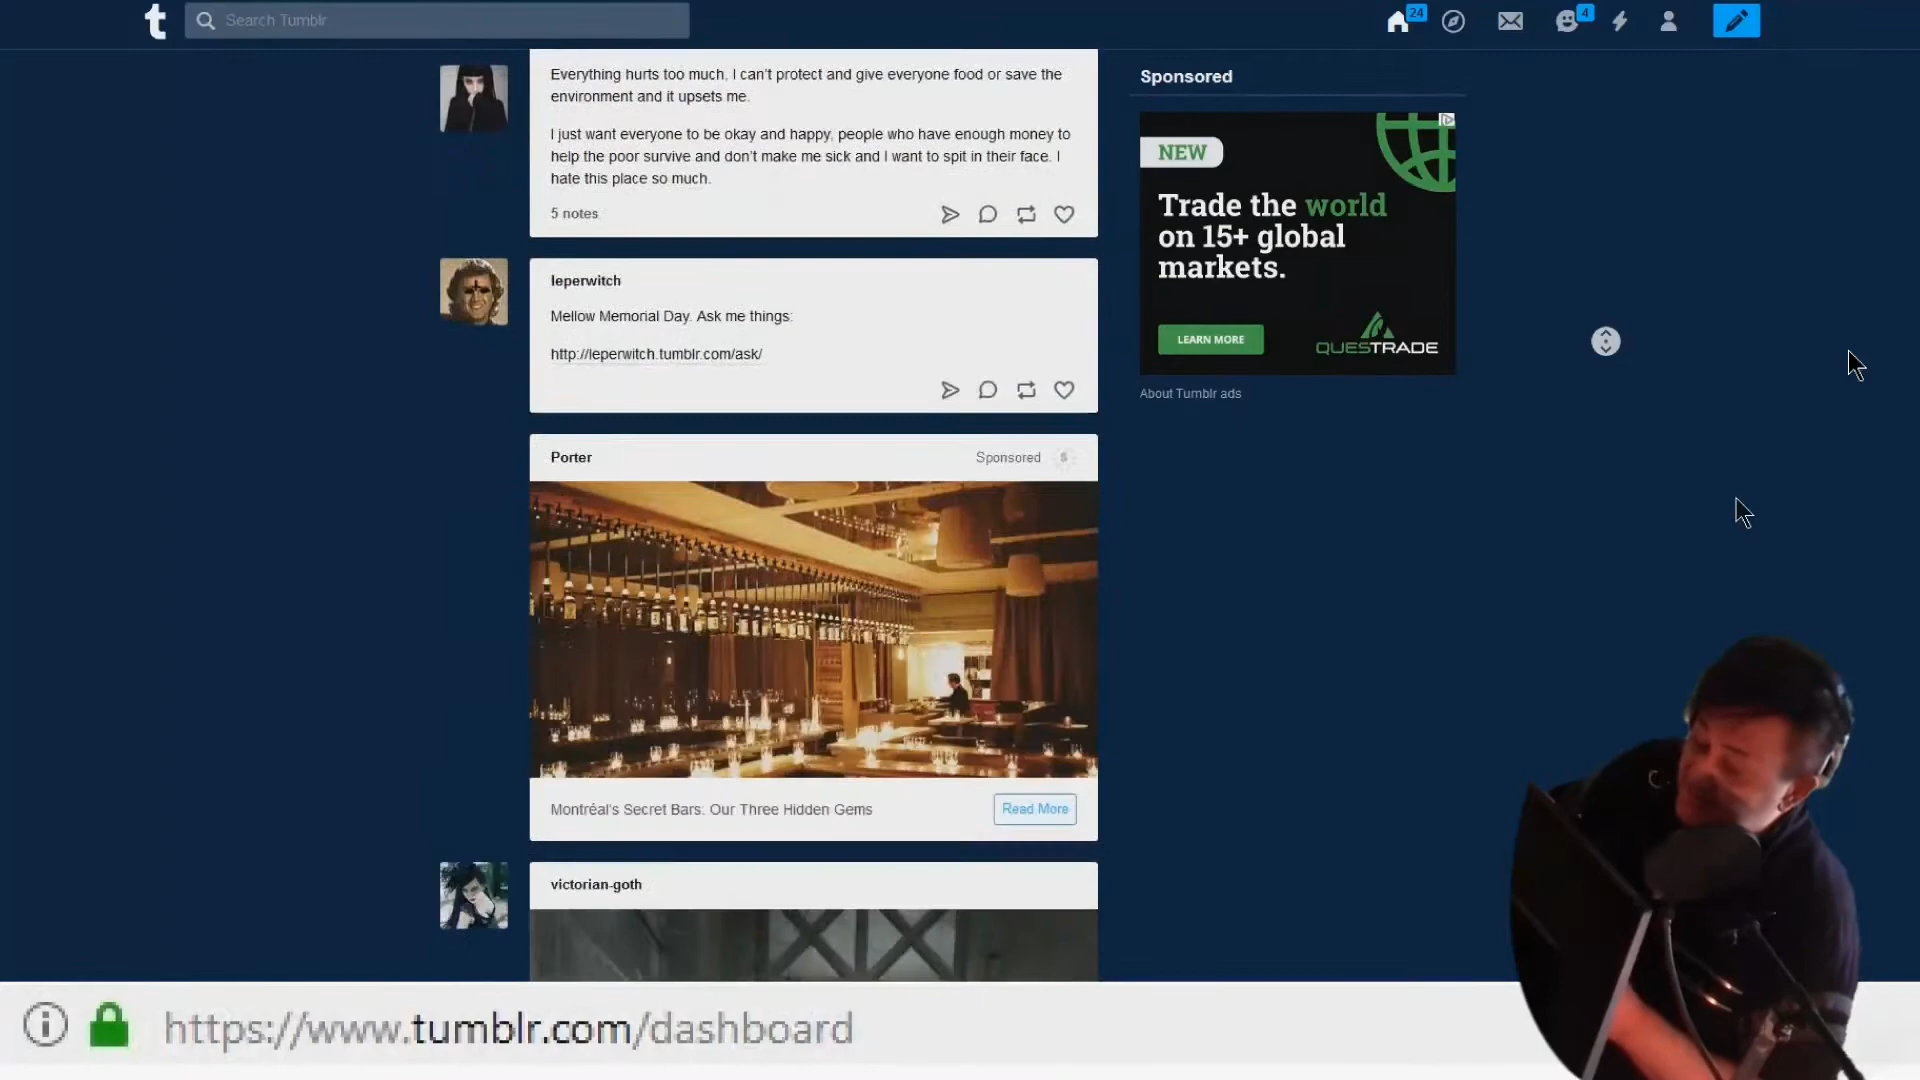 t
Search Tumblr
24
4
Everything hurts too much, I can't protect and give everyone food or save the
environment and it upsets me.
I just want everyone to be okay and happy, people who have enough money to
help the poor survive and don't make me sick and I want to spit in their face. I
hate this place so much.
5 notes
leperwitch
Mellow Memorial Day. Ask me things:
http://leperwitch.tumblr.com/ask/
Porter
Sponsored
Montréal's Secret Bars: Our Three Hidden Gems
Read More
victorian-goth
Sponsored
NEW
Trade the world
on 15+ global
markets.
LEARN MORE
QUESTRADE
About Tumblr ads
https://www.tumblr.com/dashboard